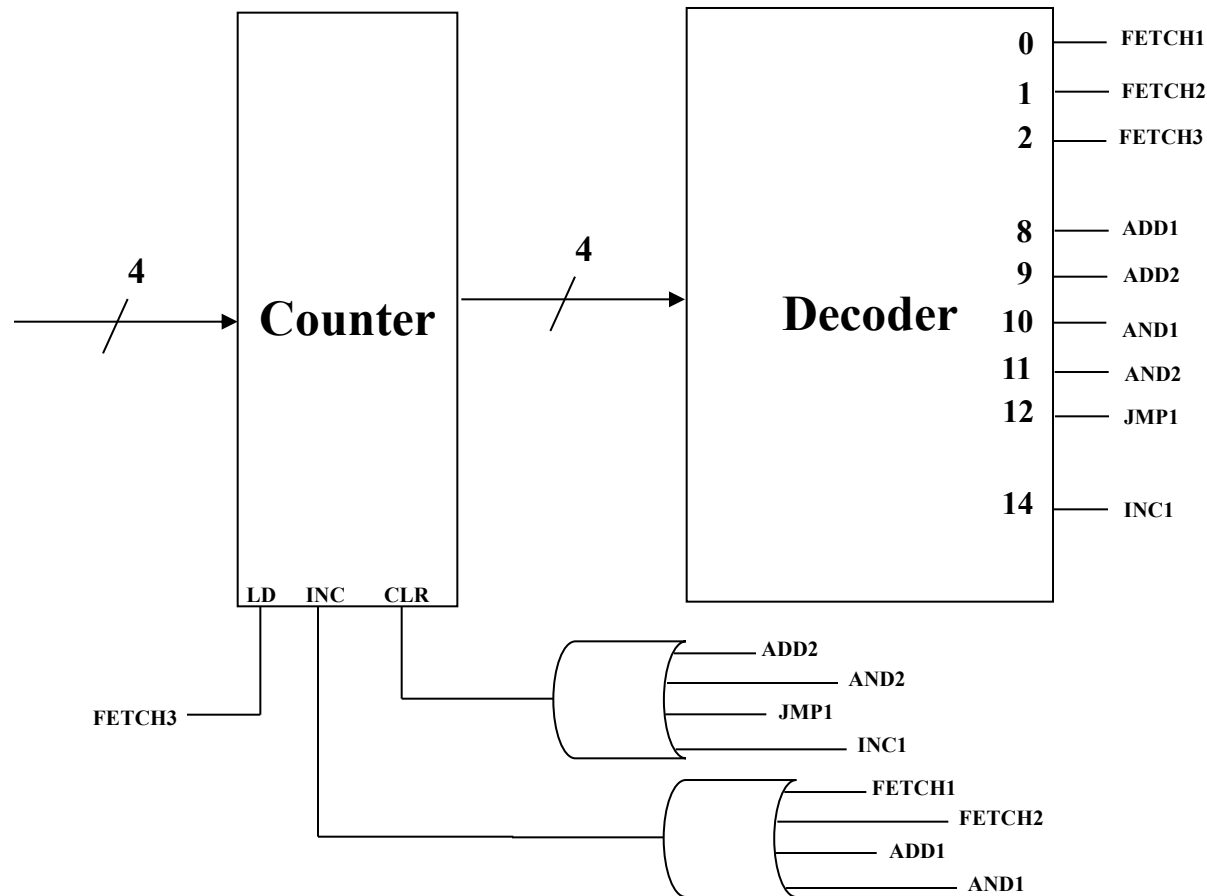 0 FETCH1
1 FETCH2
2 FETCH3
8 ADD1
4
4
9 ADD2
Counter
Decoder
10 AND1
11 AND2
12 JMP1
14 INC1
LD INC CLR
ADD2
AND2
FETCH3
JMP1
INC1
FETCH1
FETCH2
ADD1
AND1